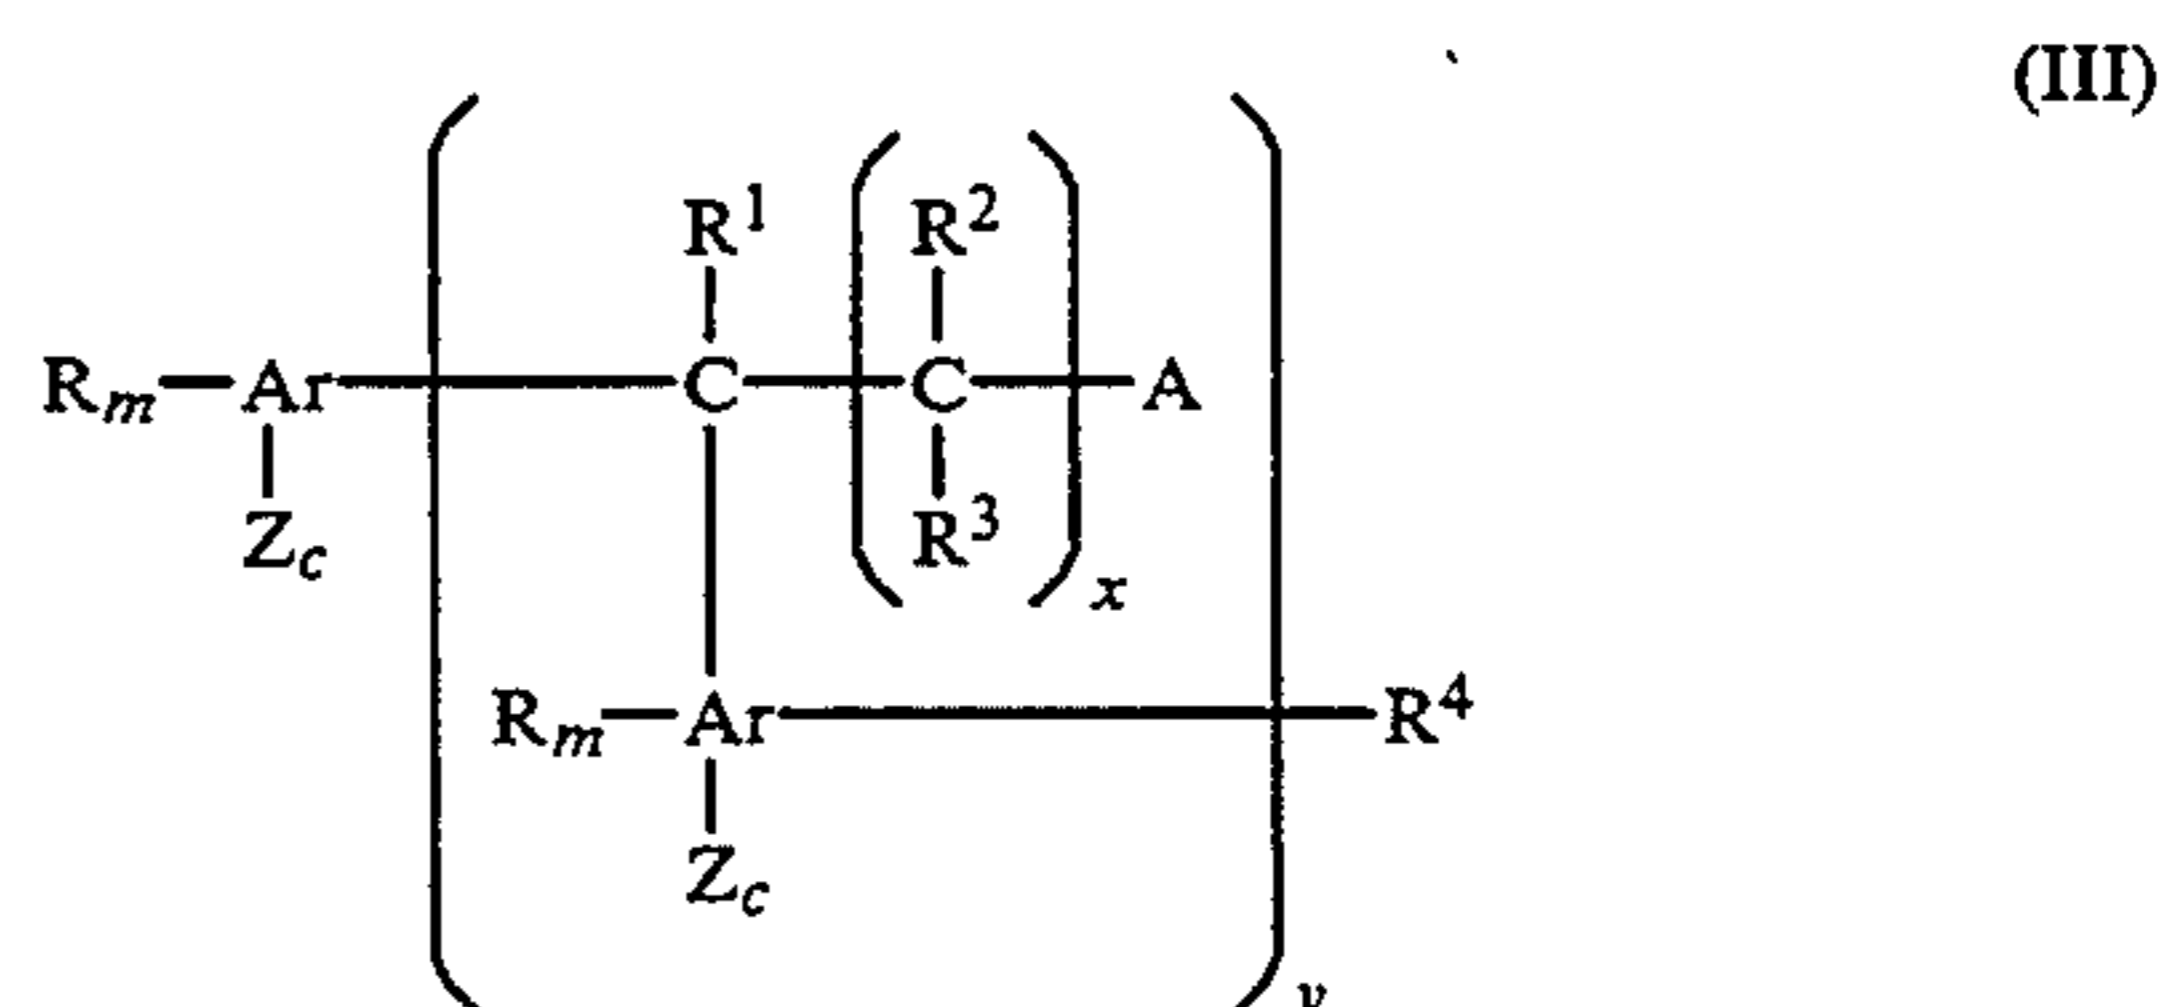 (III)
R¹ R²
Rm—Ar—C—C—A
Zc R³
x
Rm—Ar—R⁴
Zc